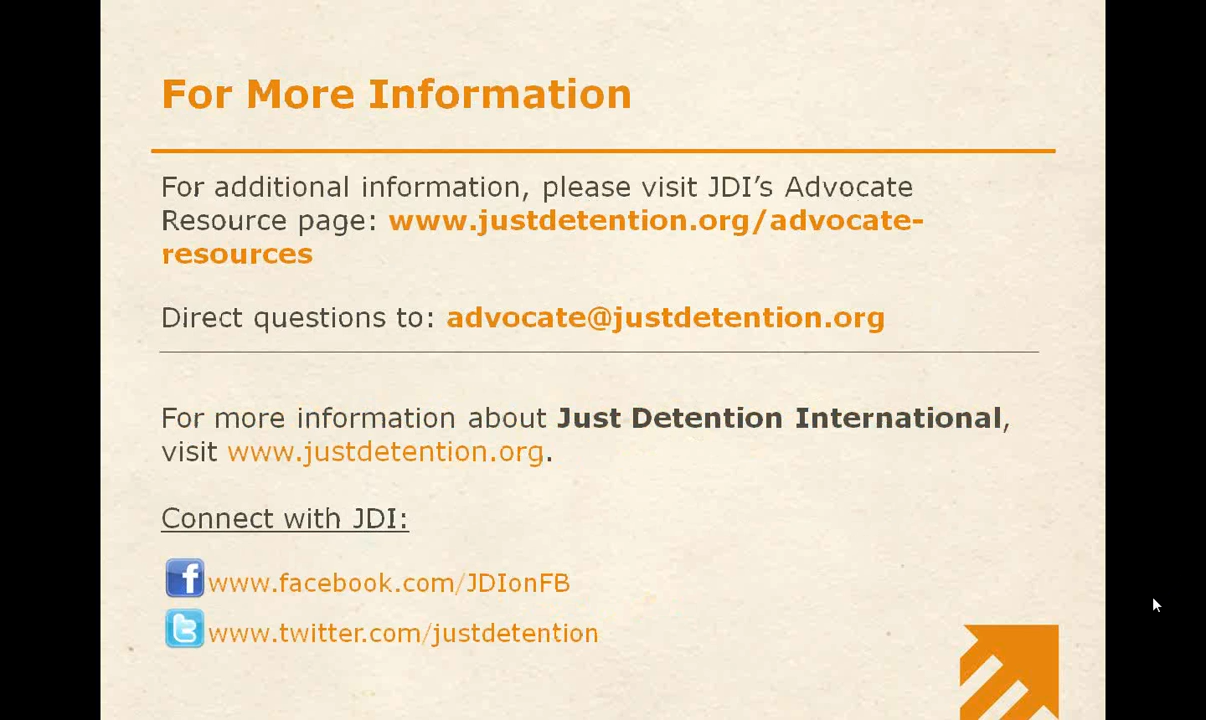 For More Information
For additional information, please visit JDI’s Advocate
Resource page: www.justdetention.org/advocate-
resources
Direct questions to: advocate@justdetention.org
For more information about Just Detention International,
visit www.justdetention.org.
Connect with JDI:
www.facebook.com/JDIonFB
www.twitter.com/justdetention